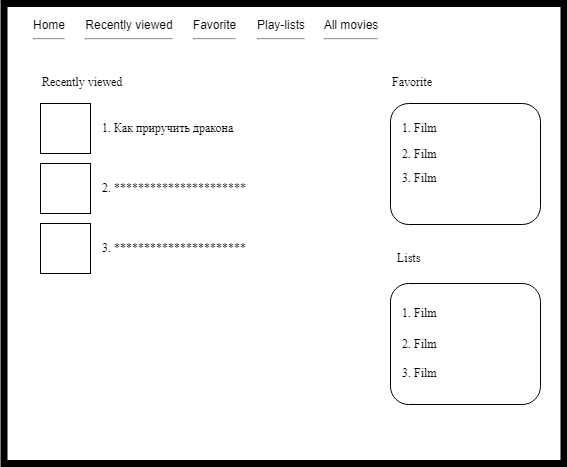 Home Recently viewed Favorite Play-lists All movies
Recently viewed
1. Как приручить дракона
2. **********************
3. **********************
Favorite
1. Film
2. Film
3. Film
Lists
1. Film
2. Film
3. Film